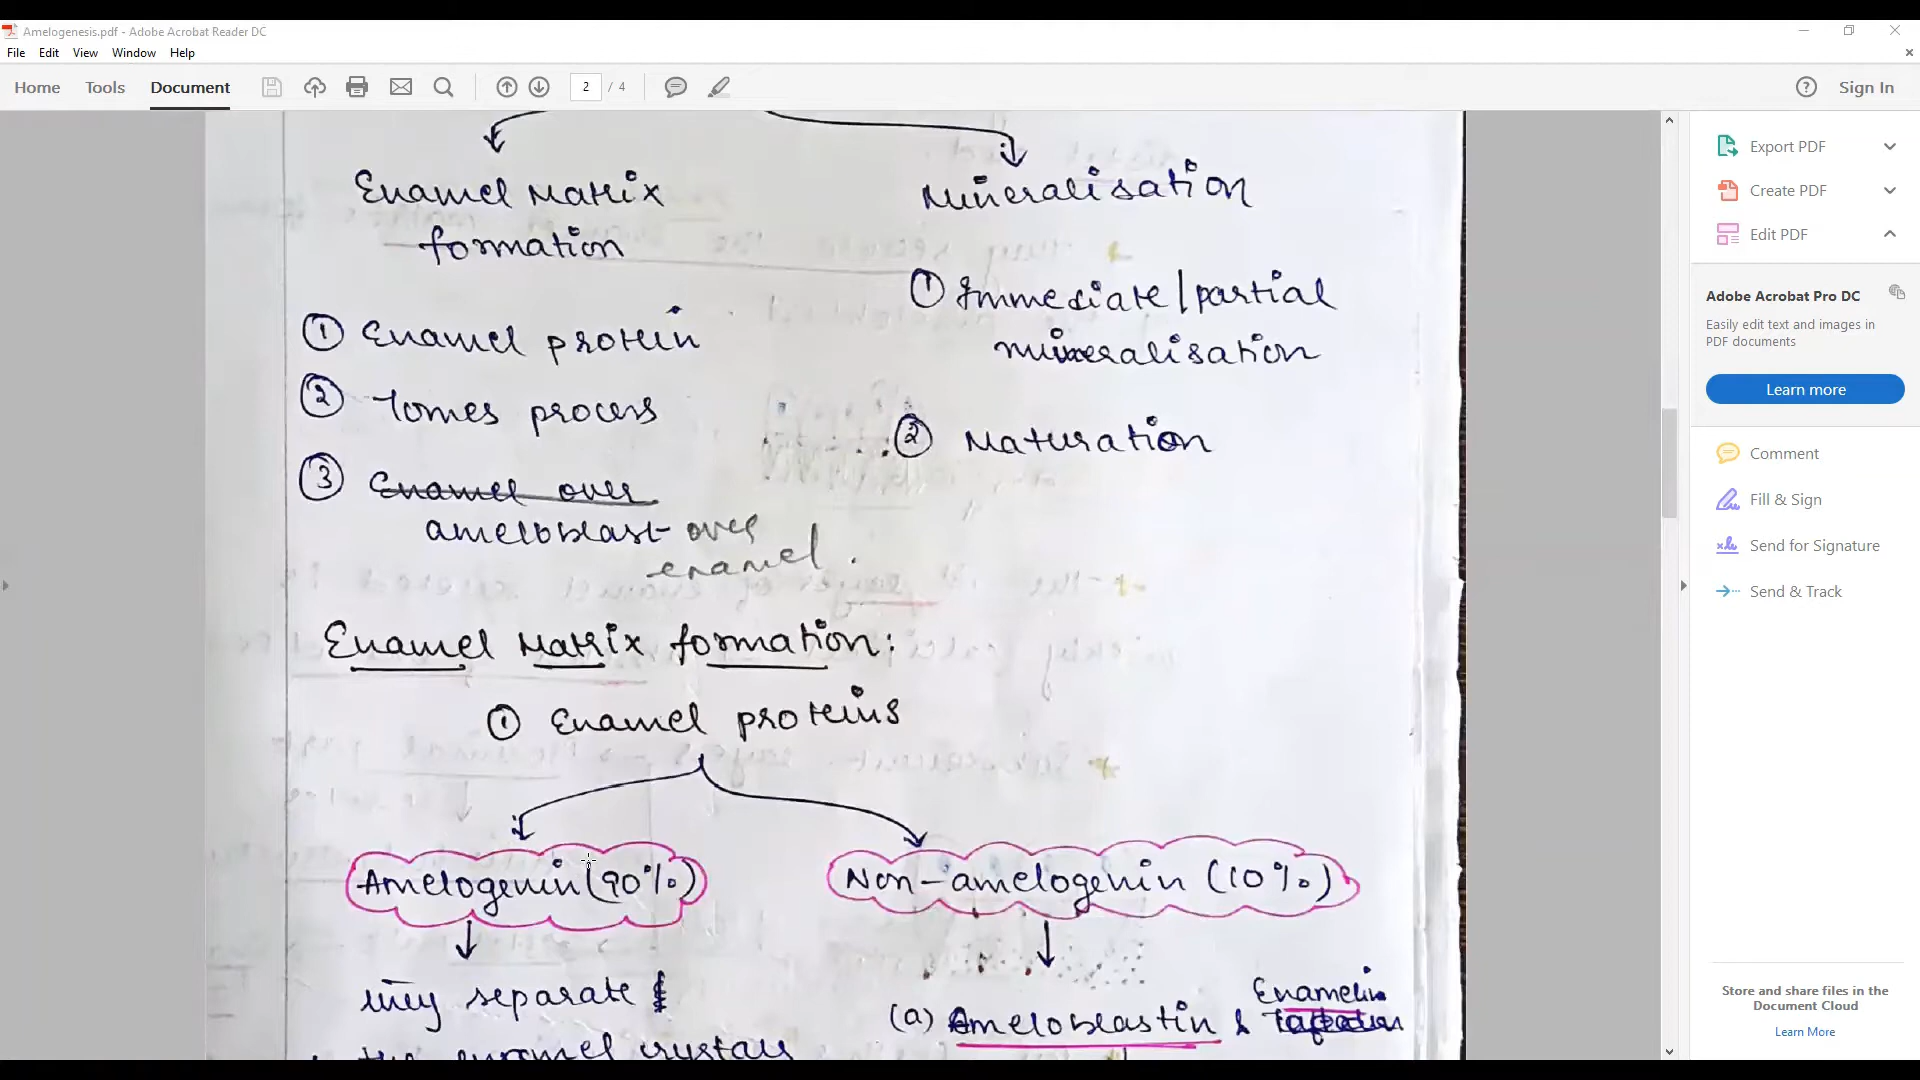 Amelogenesis.pdf - Adobe Acrobat Reader DC
File Edit View Window Help
Home Tools Document 2 / 4 Sign In
Enamel Matrix
formation
① Enamel protein
② Tomes process
③ Enamel over
ameloblast over
enamel.
Mineralisation
① Immediate/partial
mineralisation
② Maturation
Enamel Matrix formation:
① Enamel proteins
Amelogenin (90%)
Non-amelogenin (10%)
they separate
the enamel crystals
Enamelin
(a) Ameloblastin &
Export PDF
Create PDF
Edit PDF
Adobe Acrobat Pro DC
Easily edit text and images in
PDF documents
Learn more
Comment
Fill & Sign
Send for Signature
Send & Track
Store and share files in the
Document Cloud
Learn More